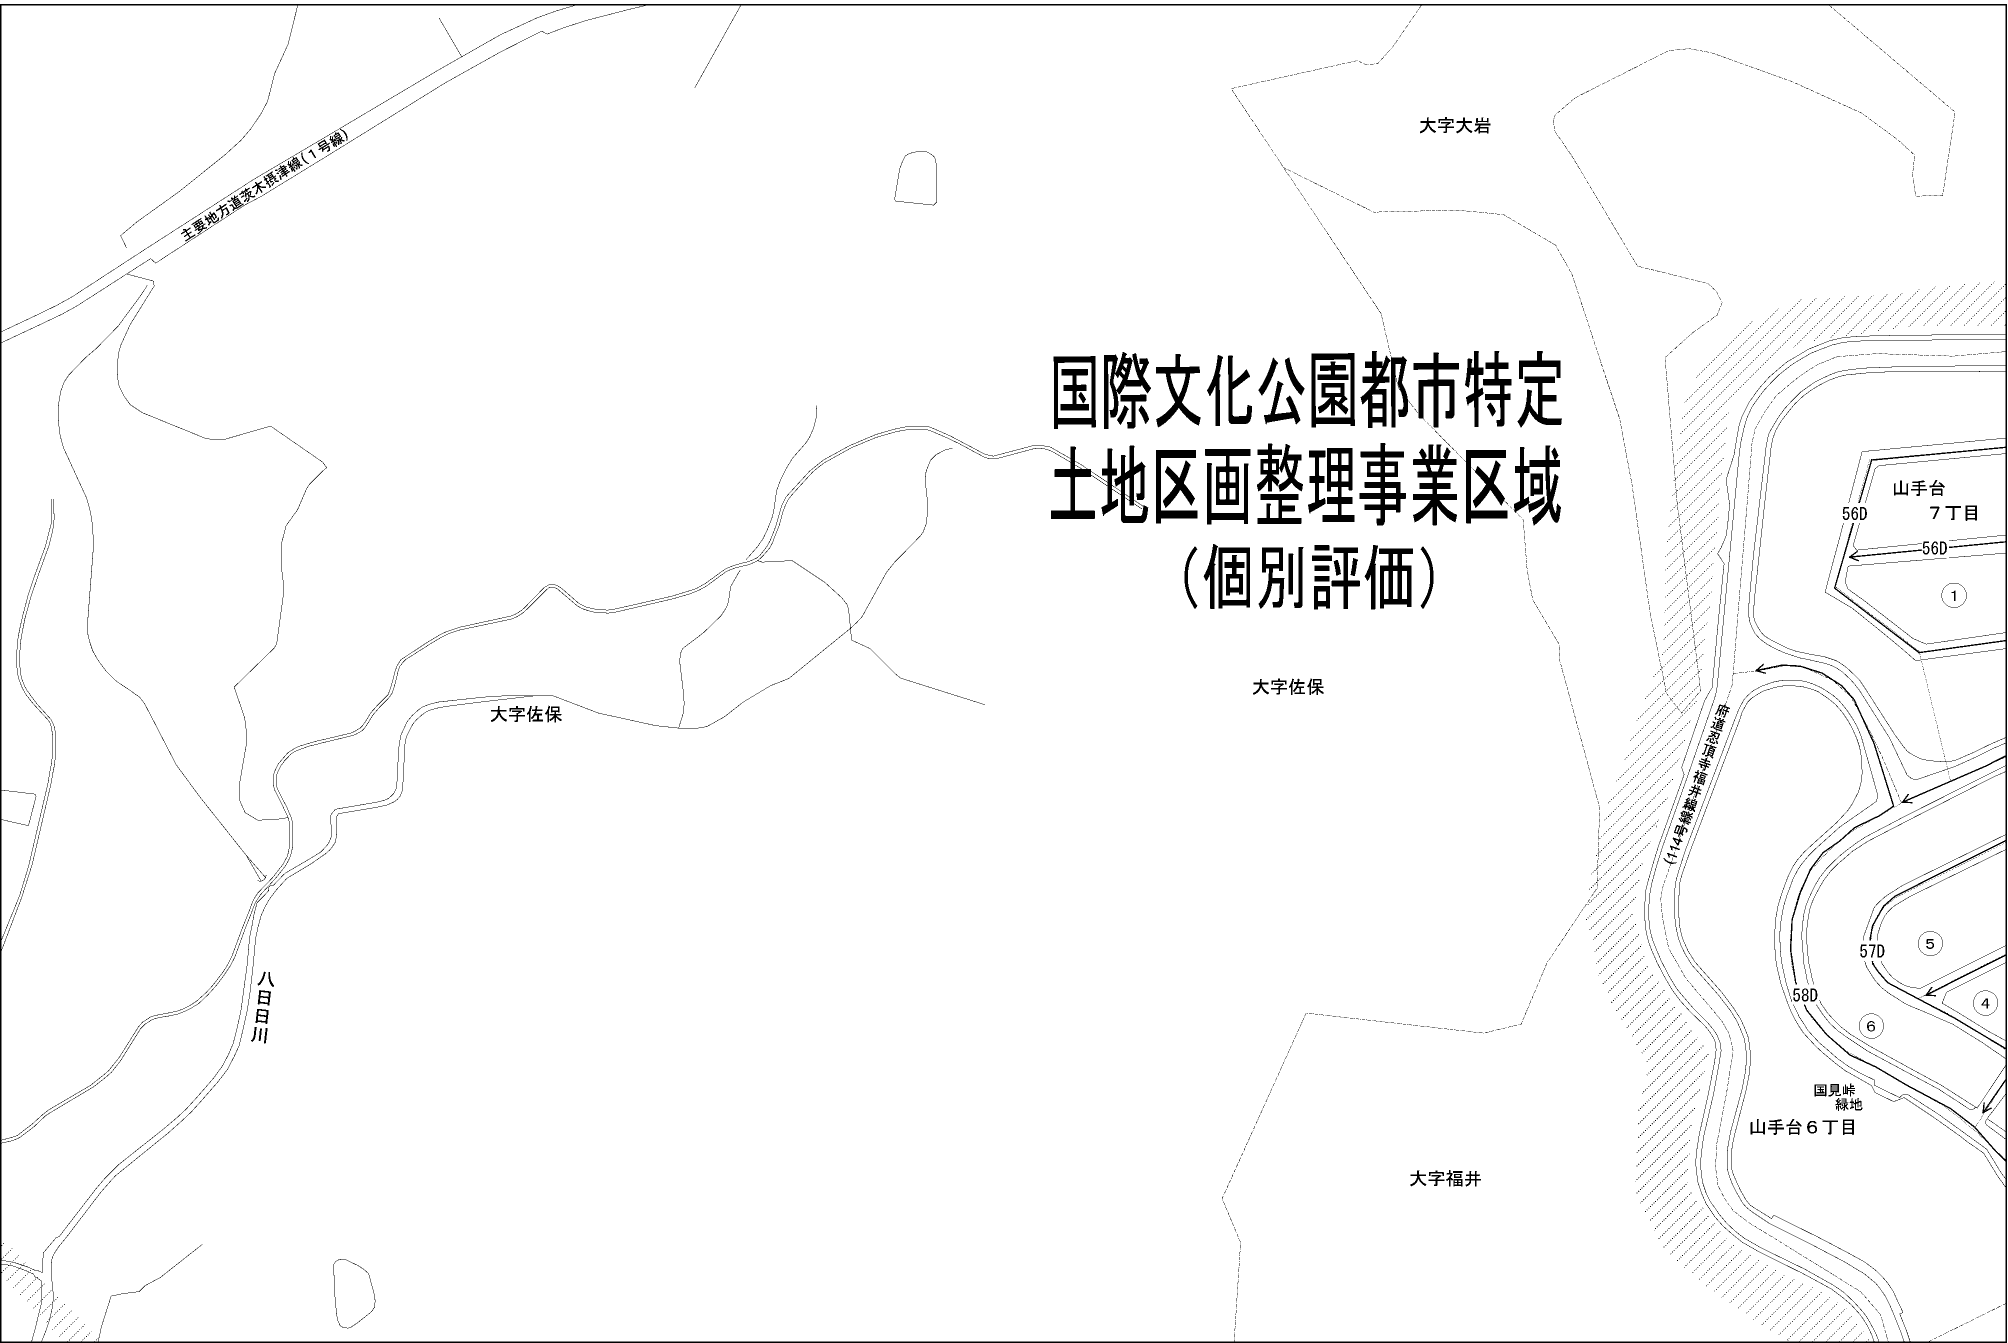 大字大岩
主要地方道茨木摂津線(1号線)
国際文化公園都市特定
土地区画整理事業区域
(個別評価)
山手台
7丁目
56D
56D
1
大字佐保
大字佐保
府道忍頂寺福井線
(114号線)
八日日川
57D
5
58D
4
6
国見峠
緑地
山手台6丁目
大字福井